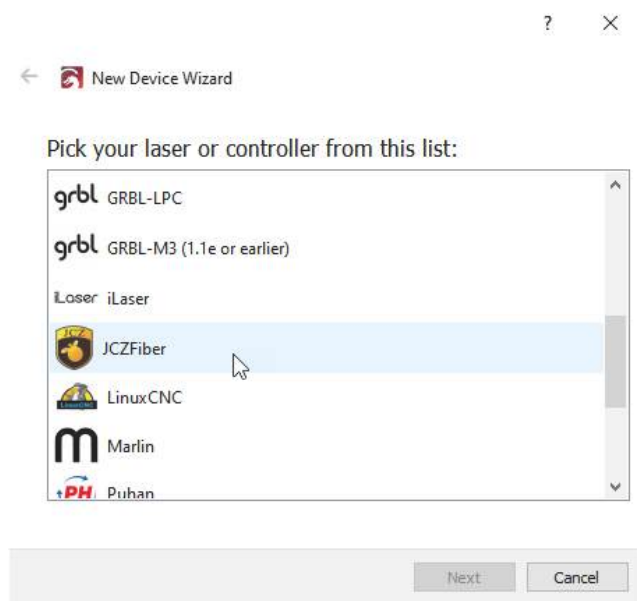 ?
New Device Wizard
Pick your laser or controller from this list:
grbl GRBL-LPC
grbl GRBL-M3 (1.1e or earlier)
iLaser iLaser
JCZ JCZFiber
LinuxCNC LinuxCNC
m Marlin
PH Puhan
Next Cancel